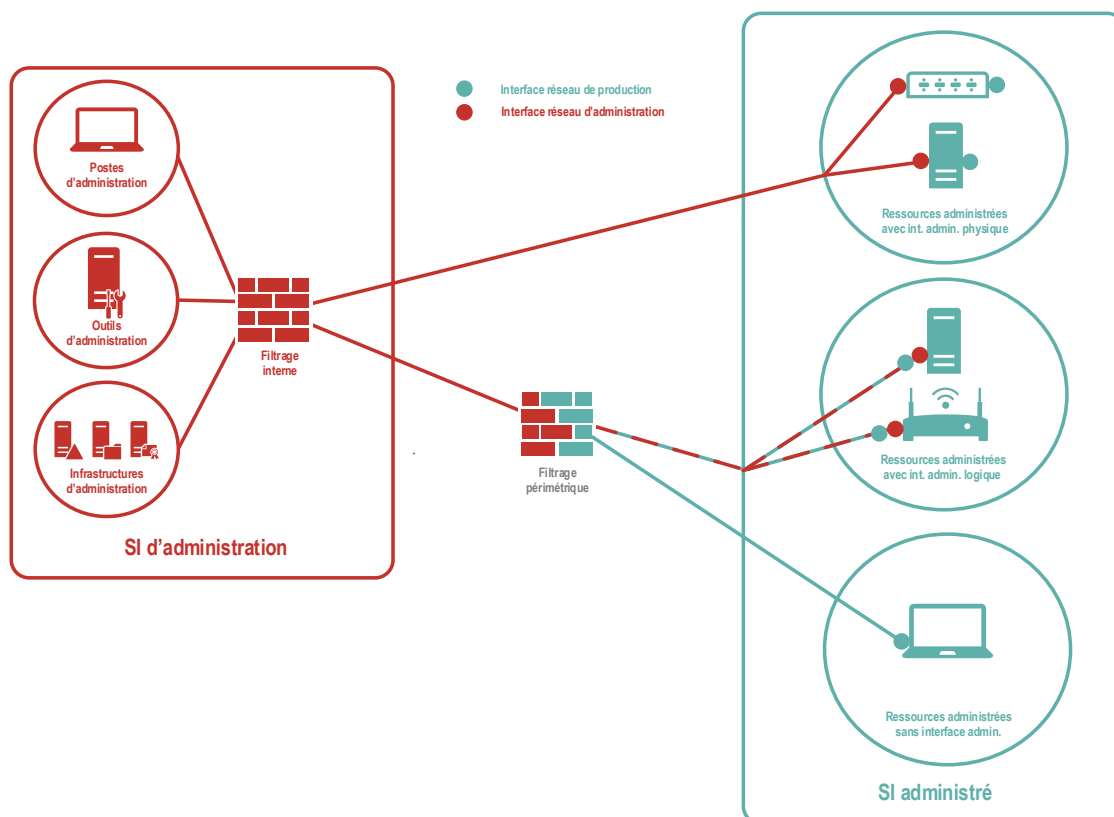 Interface réseau de production
Interface réseau d'administration
Postes
d'administration
Outils
d'administration
Infrastructures
d'administration
SI d'administration
Filtrage
interne
Filtrage
périmétrique
Ressources administrées
avec int. admin. physique
Ressources administrées
avec int. admin. logique
Ressources administrées
sans interface admin.
SI administré